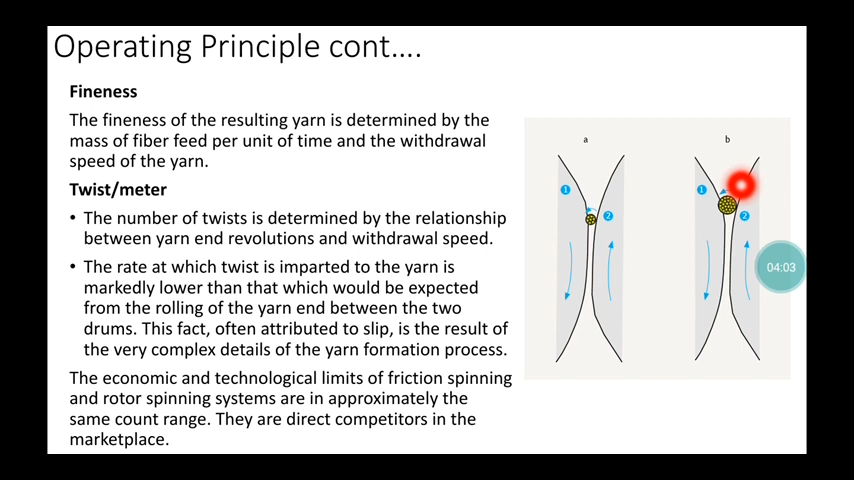 Operating Principle cont....
Fineness
The fineness of the resulting yarn is determined by the
mass of fiber feed per unit of time and the withdrawal
speed of the yarn.
Twist/meter
• The number of twists is determined by the relationship
between yarn end revolutions and withdrawal speed.
• The rate at which twist is imparted to the yarn is
markedly lower than that which would be expected
from the rolling of the yarn end between the two
drums. This fact, often attributed to slip, is the result of
the very complex details of the yarn formation process.
The economic and technological limits of friction spinning
and rotor spinning systems are in approximately the
same count range. They are direct competitors in the
marketplace.
a b
1 2 1 2
04:03